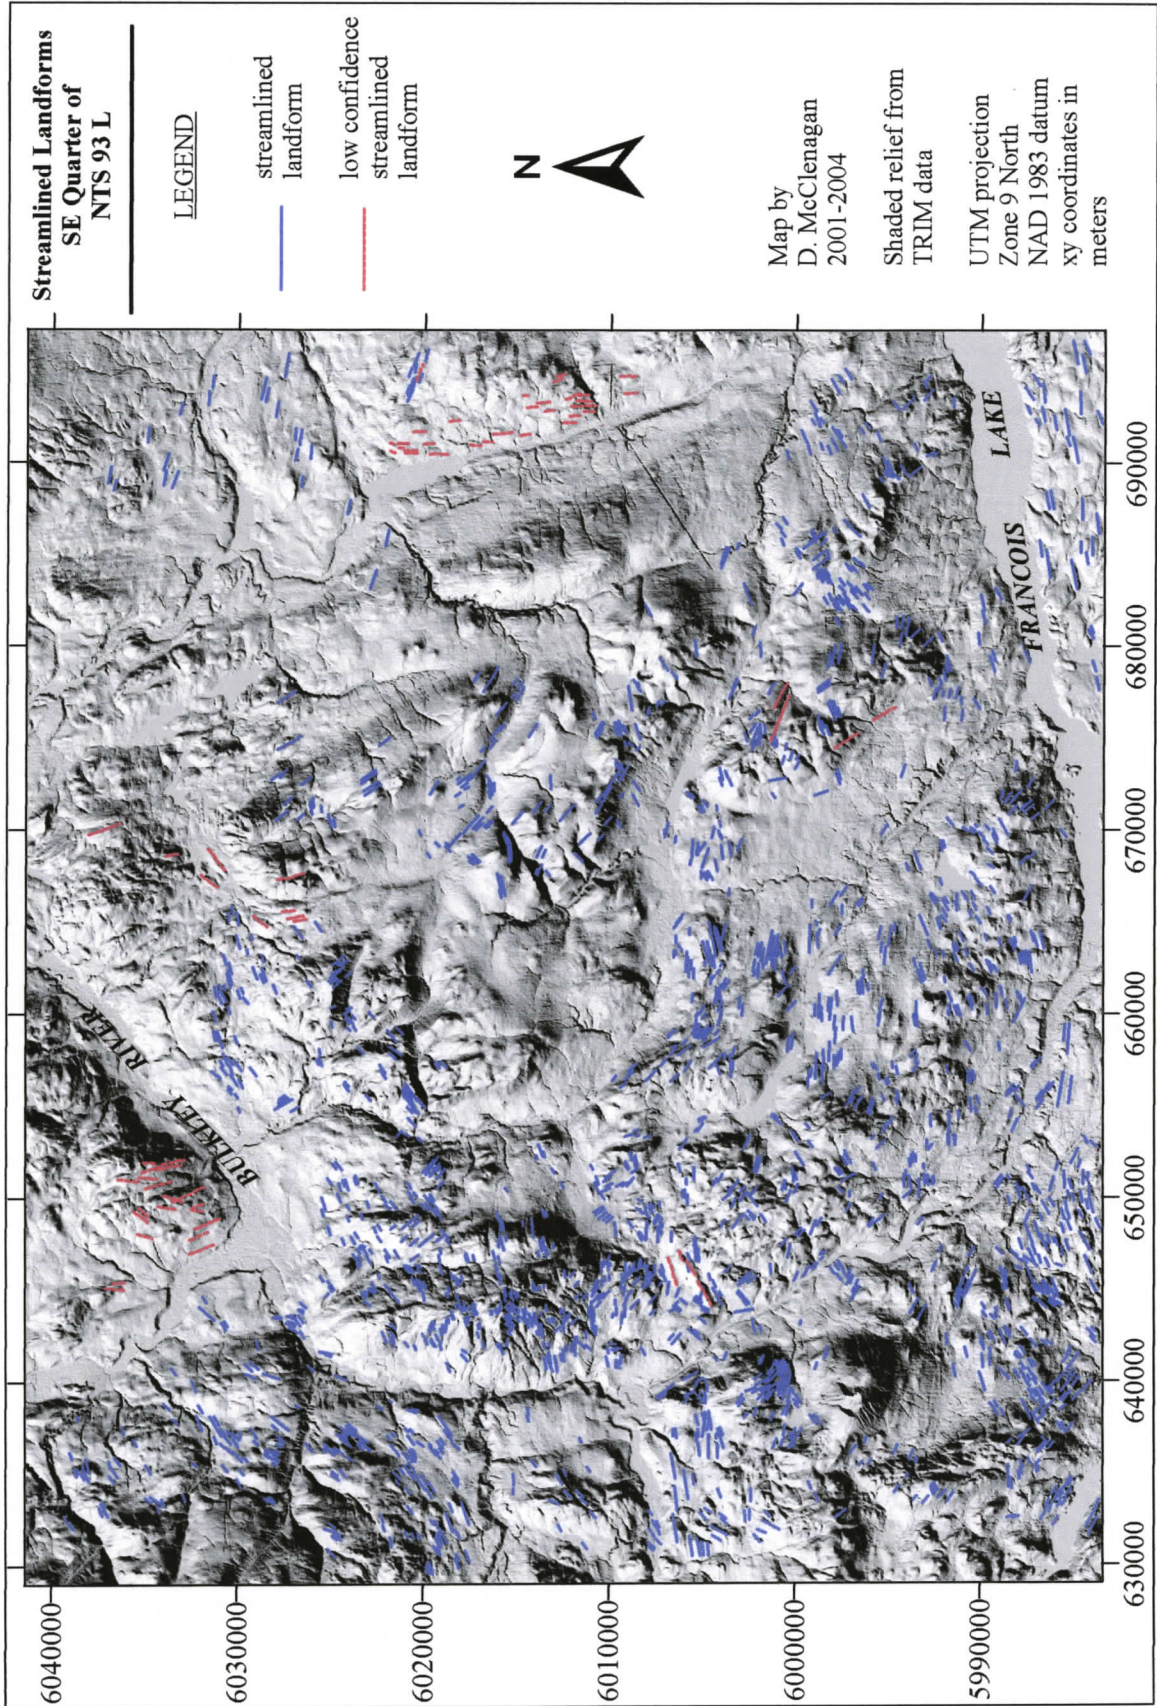 Streamlined Landforms
SE Quarter of
NTS 93 L
LEGEND
streamlined
landform
low confidence
streamlined
landform
N
Map by
D. McClenagan
2001-2004
Shaded relief from
TRIM data
UTM projection
Zone 9 North
NAD 1983 datum
xy coordinates in
meters
6040000
6030000
6020000
6010000
6000000
5990000
630000
640000
650000
660000
670000
680000
690000
BULKLEY
RIVER
FRANCOIS
LAKE